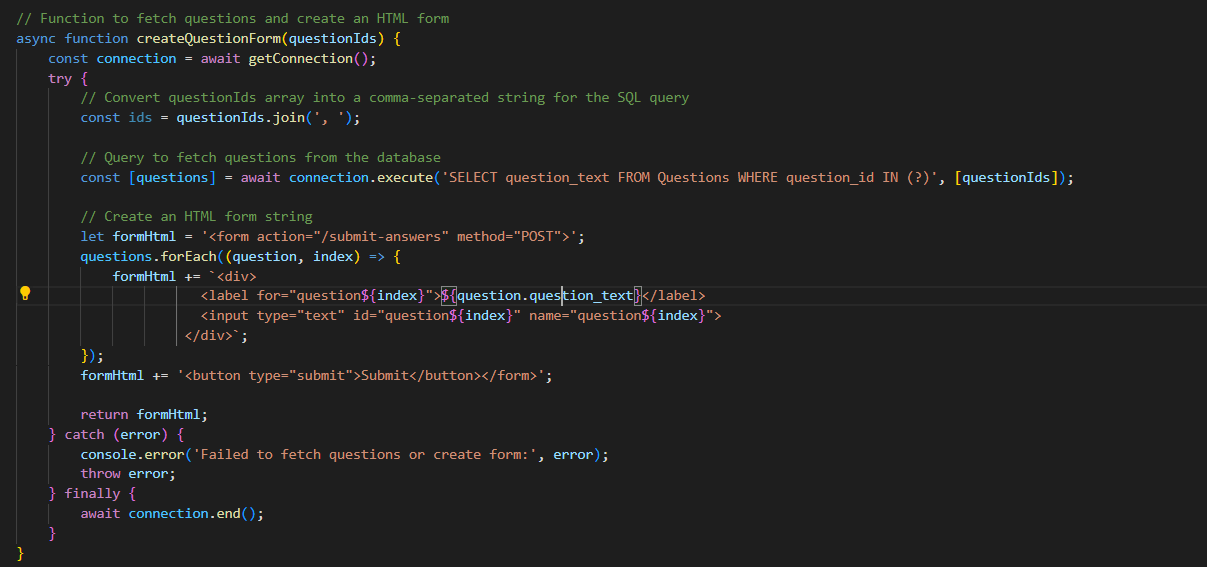 // Function to fetch questions and create an HTML form
async function createQuestionForm(questionIds) {
    const connection = await getConnection();
    try {
        // Convert questionIds array into a comma-separated string for the SQL query
        const ids = questionIds.join(', ');

        // Query to fetch questions from the database
        const [questions] = await connection.execute('SELECT question_text FROM Questions WHERE question_id IN (?)', [questionIds]);

        // Create an HTML form string
        let formHtml = '<form action="/submit-answers" method="POST">';
        questions.forEach((question, index) => {
            formHtml += `<div>
                       <label for="question${index}">${question.question_text}</label>
                       <input type="text" id="question${index}" name="question${index}">
                     </div>`;
        });
        formHtml += '<button type="submit">Submit</button></form>';

        return formHtml;
    } catch (error) {
        console.error('Failed to fetch questions or create form:', error);
        throw error;
    } finally {
        await connection.end();
    }
}